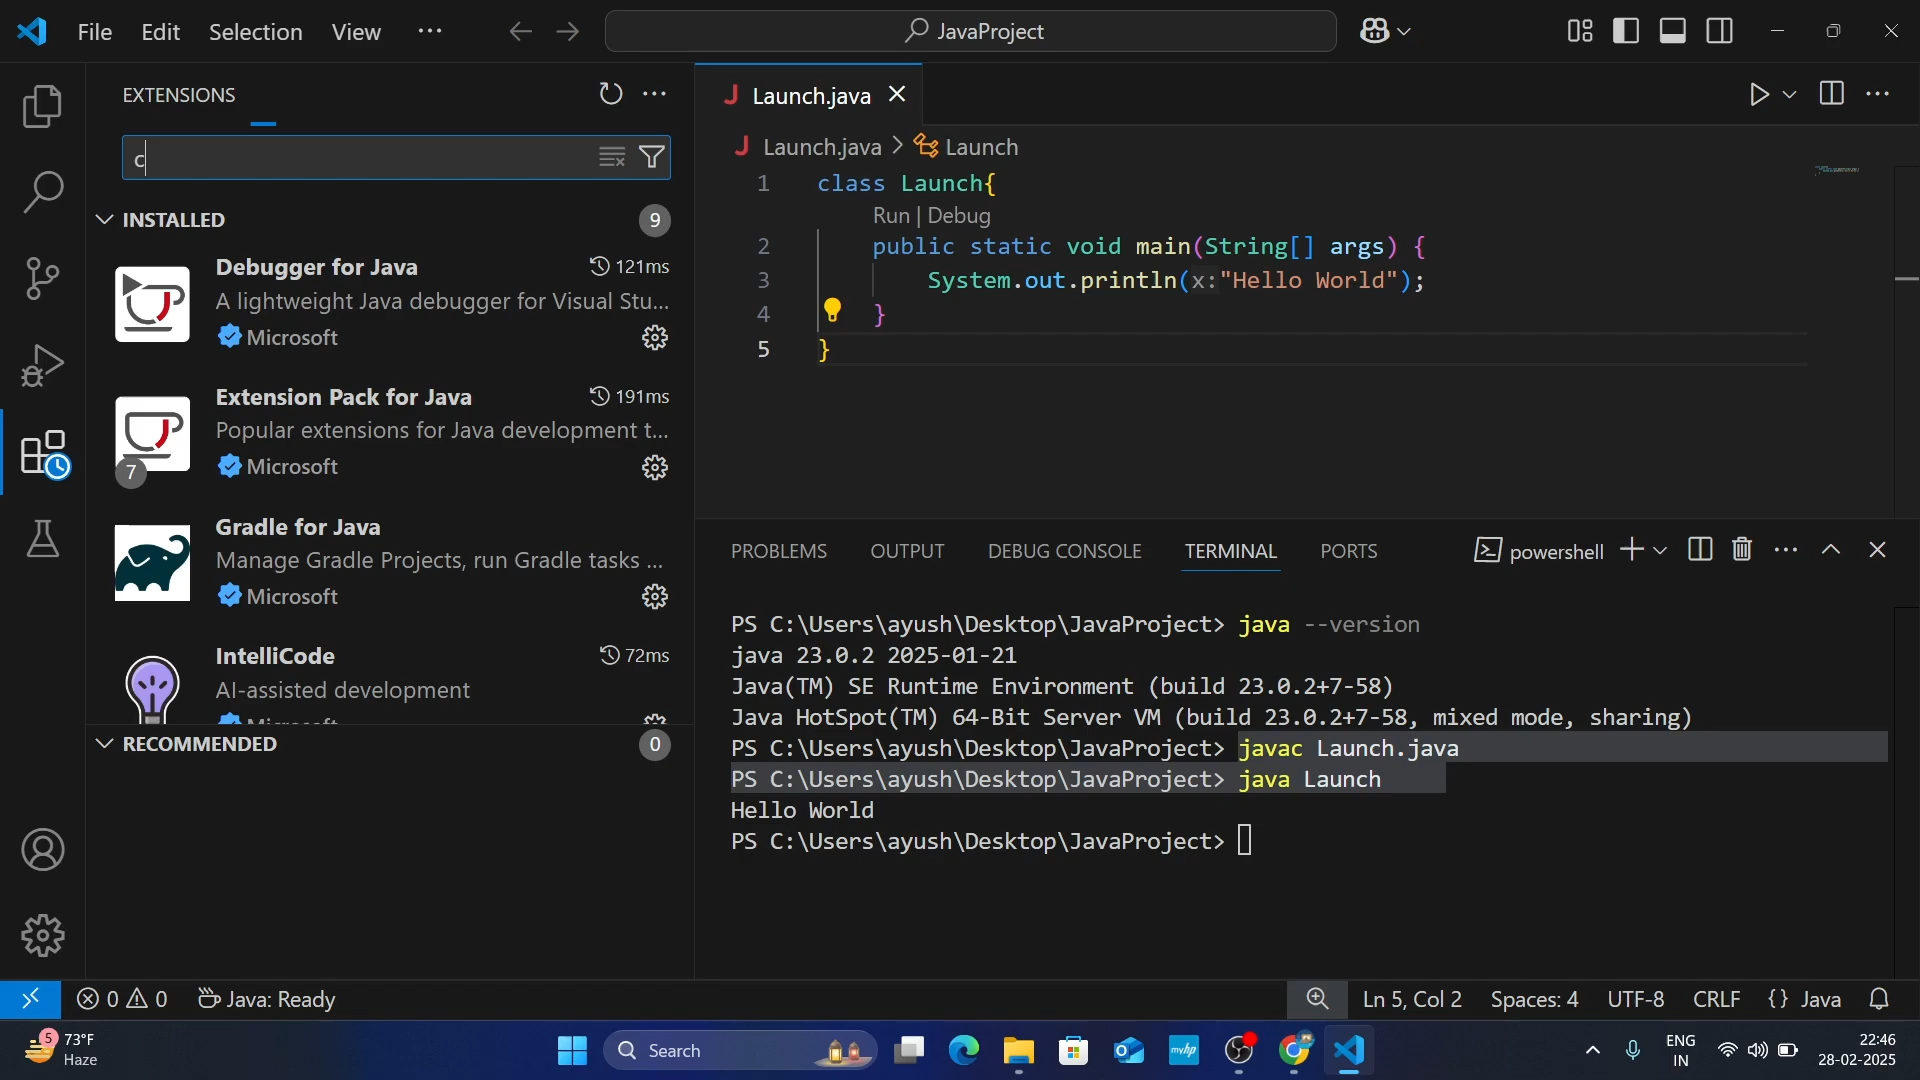 File Edit Selection View ···
JavaProject
EXTENSIONS
c
INSTALLED
9
Debugger for Java
121ms
A lightweight Java debugger for Visual Stu...
Microsoft
Extension Pack for Java
191ms
Popular extensions for Java development t...
7
Microsoft
Gradle for Java
Manage Gradle Projects, run Gradle tasks ...
Microsoft
IntelliCode
72ms
AI-assisted development
Microsoft
RECOMMENDED
0
J Launch.java
J Launch.java > Launch
1 class Launch{
Run | Debug
2 public static void main(String[] args) {
3 System.out.println(x:"Hello World");
4 }
5 }
PROBLEMS OUTPUT DEBUG CONSOLE TERMINAL PORTS
powershell
PS C:\Users\ayush\Desktop\JavaProject> java --version
java 23.0.2 2025-01-21
Java(TM) SE Runtime Environment (build 23.0.2+7-58)
Java HotSpot(TM) 64-Bit Server VM (build 23.0.2+7-58, mixed mode, sharing)
PS C:\Users\ayush\Desktop\JavaProject> javac Launch.java
PS C:\Users\ayush\Desktop\JavaProject> java Launch
Hello World
PS C:\Users\ayush\Desktop\JavaProject>
0 0 Java: Ready
Ln 5, Col 2 Spaces: 4 UTF-8 CRLF {} Java
5
73°F
Haze
Search
myhp
ENG
IN
22:46
28-02-2025